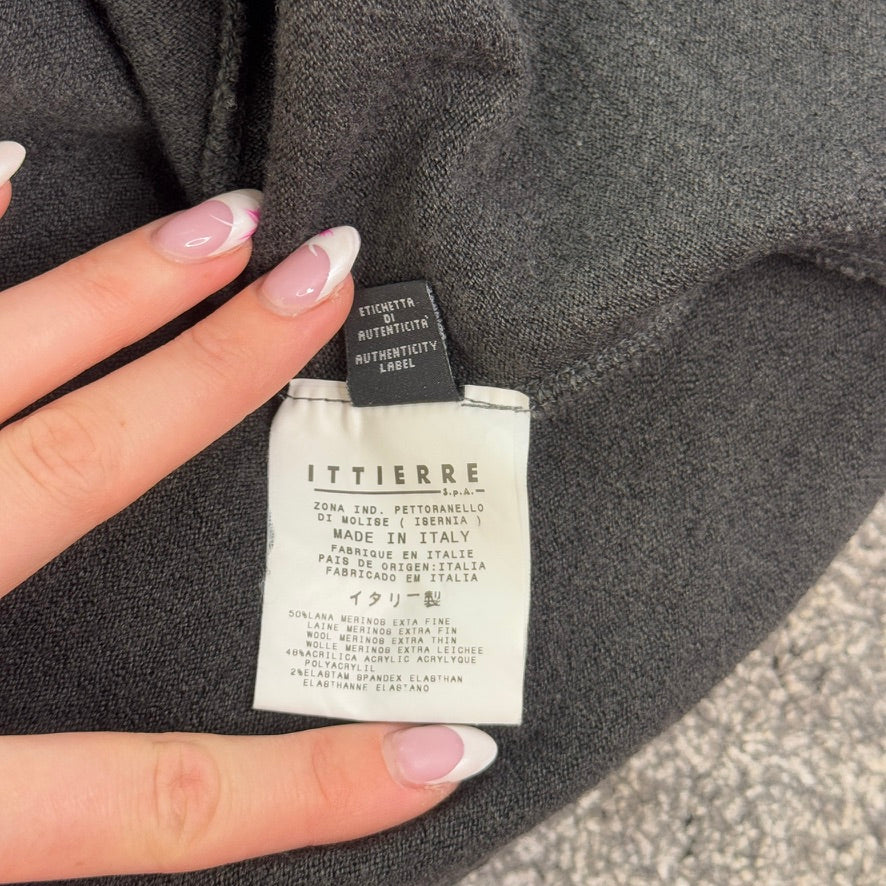 ETICHETTA
DI
AUTENTICITA'
AUTHENTICITY
LABEL
ITTIERRE
S.p.A.
ZONA IND. PETTORANELLO
DI MOLISE ( ISERNIA )
MADE IN ITALY
FABRIQUE EN ITALIE
PAIS DE ORIGEN:ITALIA
FABRICADO EM ITALIA
イタリー製
50%LANA MERINOS EXTA FINE
LAINE MERINOS EXTRA FIN
WOOL MERINOS EXTRA THIN
WOLLE MERINOS EXTRA LEICHEE
48%ACRILICA ACRYLIC ACRYLYQUE
POLYACRYLIL
2%ELASTAM SPANDEX ELASTHAN
ELASTHANNE ELASTANO